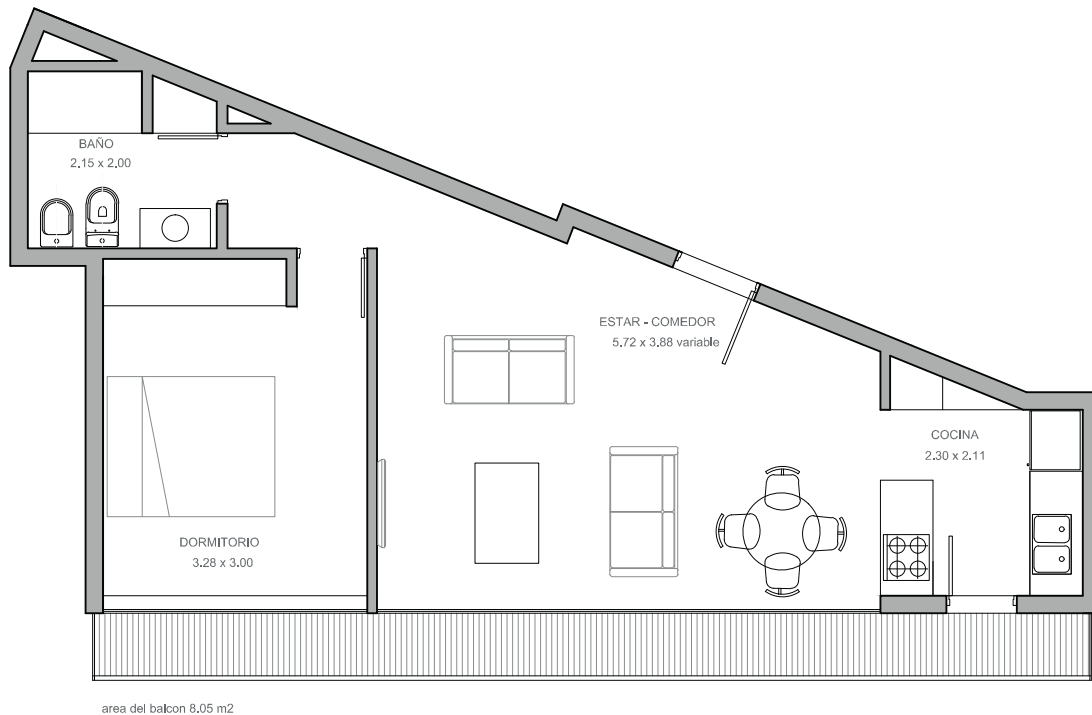 BAÑO
2.15 x 2.00
ESTAR - COMEDOR
5.72 x 3.88 variable
COCINA
2.30 x 2.11
DORMITORIO
3.28 x 3.00
area del balcon 8.05 m2